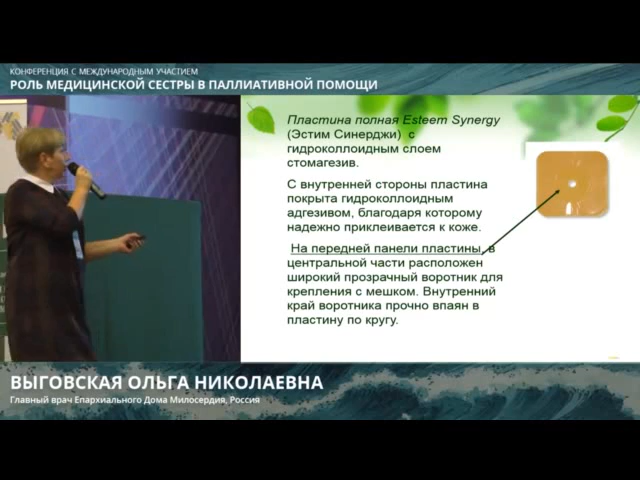 КОНФЕРЕНЦИЯ С МЕЖДУНАРОДНЫМ УЧАСТИЕМ
РОЛЬ МЕДИЦИНСКОЙ СЕСТРЫ В ПАЛЛИАТИВНОЙ ПОМОЩИ
Пластина полная Esteem Synergy
(Эстим Синерджи) с
гидроколлоидным слоем
стомагезив.
С внутренней стороны пластина
покрыта гидроколлоидным
адгезивом, благодаря которому
надежно приклеивается к коже.
На передней панели пластины, в
центральной части расположен
широкий прозрачный воротник для
крепления с мешком. Внутренний
край воротника прочно впаян в
пластину по кругу.
ВЫГОВСКАЯ ОЛЬГА НИКОЛАЕВНА
Главный врач Епархиального Дома Милосердия, Россия